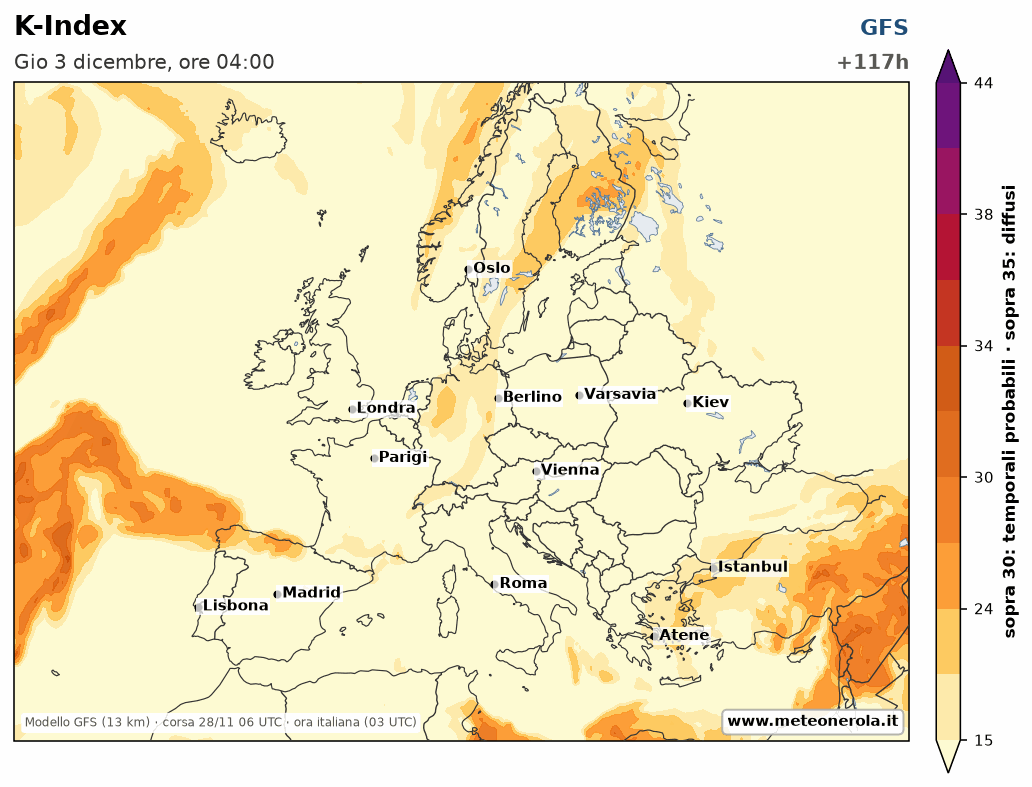 K-Index
GFS
Gio 3 dicembre, ore 04:00
+117h
Oslo
Londra
Berlino
Varsavia
Kiev
Parigi
Vienna
Istanbul
Roma
Madrid
Lisbona
Atene
Modello GFS (13 km) · corsa 28/11 06 UTC · ora italiana (03 UTC)
www.meteonerola.it
44
38
34
30
24
15
sopra 30: temporali probabili · sopra 35: diffusi